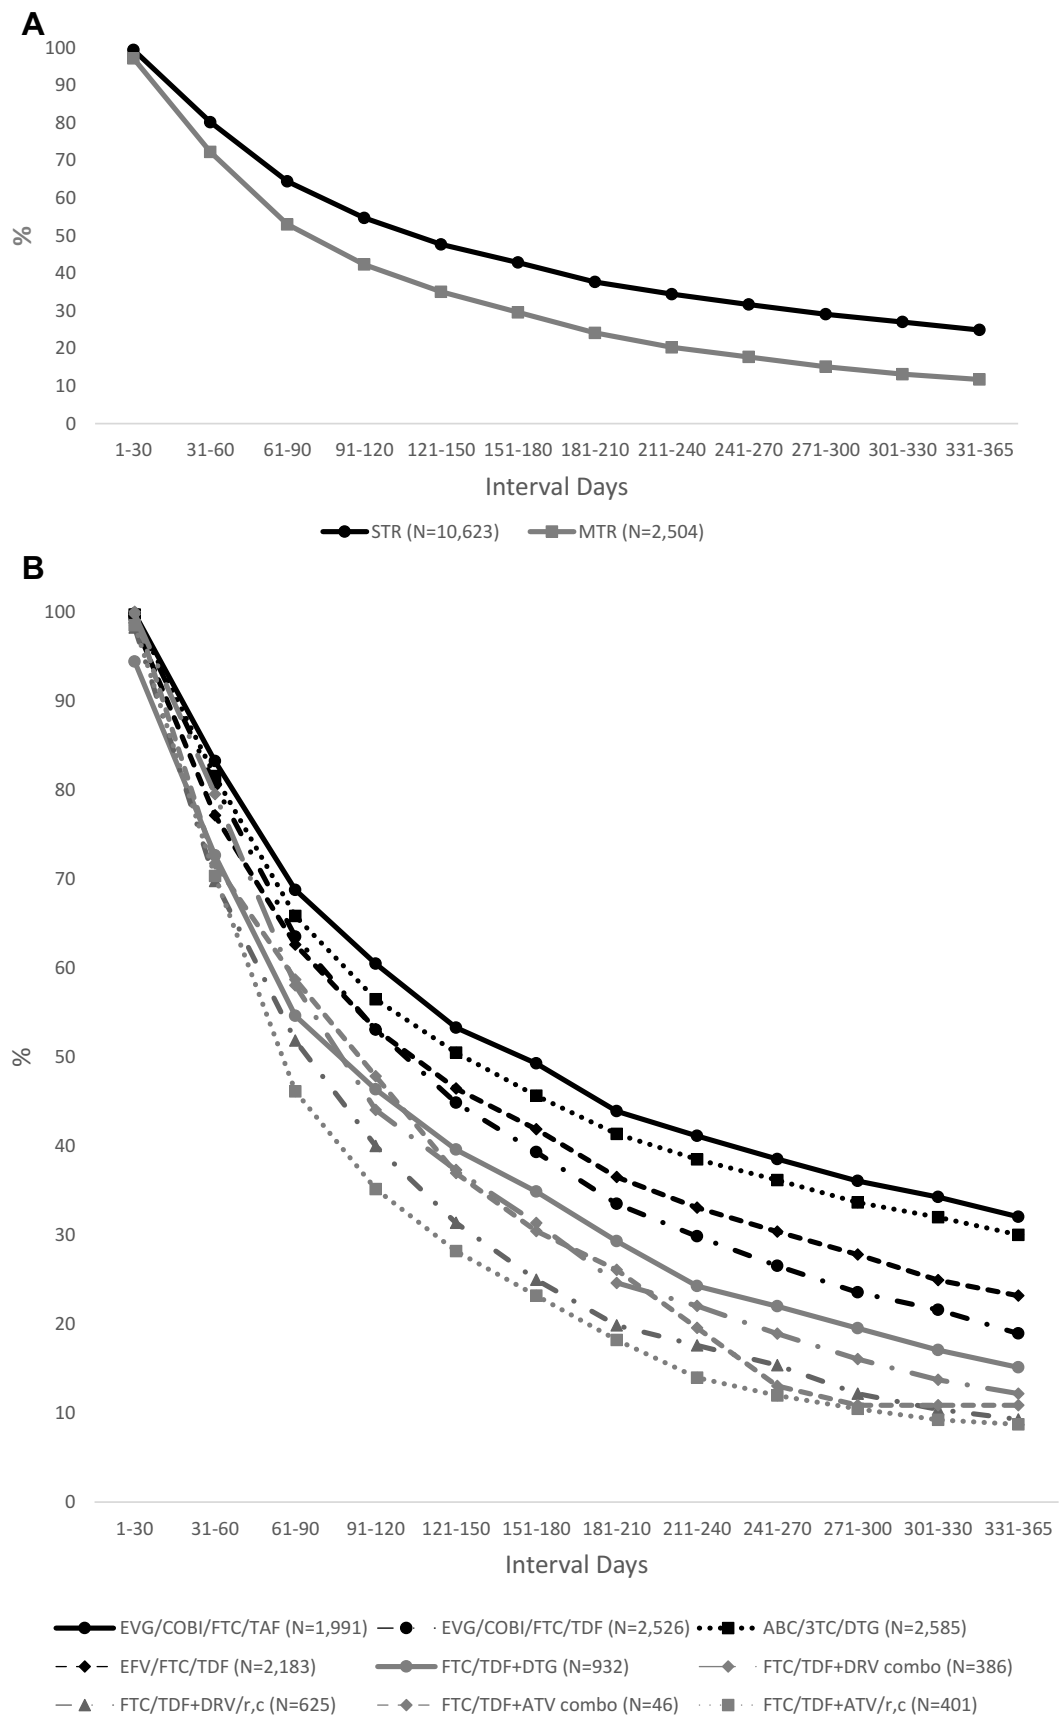 A
100
90
80
70
60
50
40
30
20
10
0
%
1-30 31-60 61-90 91-120 121-150 151-180 181-210 211-240 241-270 271-300 301-330 331-365
Interval Days
STR (N=10,623) MTR (N=2,504)
B
100
90
80
70
60
50
40
30
20
10
0
%
1-30 31-60 61-90 91-120 121-150 151-180 181-210 211-240 241-270 271-300 301-330 331-365
Interval Days
EVG/COBI/FTC/TAF (N=1,991) EVG/COBI/FTC/TDF (N=2,526) ABC/3TC/DTG (N=2,585)
EFV/FTC/TDF (N=2,183) FTC/TDF+DTG (N=932) FTC/TDF+DRV combo (N=386)
FTC/TDF+DRV/r,c (N=625) FTC/TDF+ATV combo (N=46) FTC/TDF+ATV/r,c (N=401)